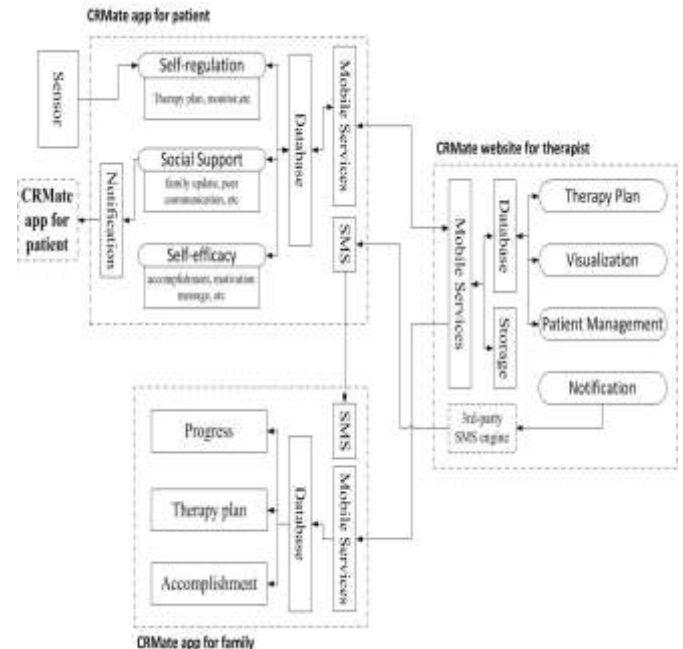 CRMate app for patient
Sensor
Self-regulation
Therapy plan, monitor,etc
Social Support
family update, peer
communication, etc
Self-efficacy
accomplishment, motivation
message, etc
Notification
CRMate
app for
patient
Database
Mobile Services
SMS
CRMate website for therapist
Mobile Services
Database
Storage
Therapy Plan
Visualization
Patient Management
Notification
3rd-party
SMS engine
SMS
Mobile Services
Database
Progress
Therapy plan
Accomplishment
CRMate app for family